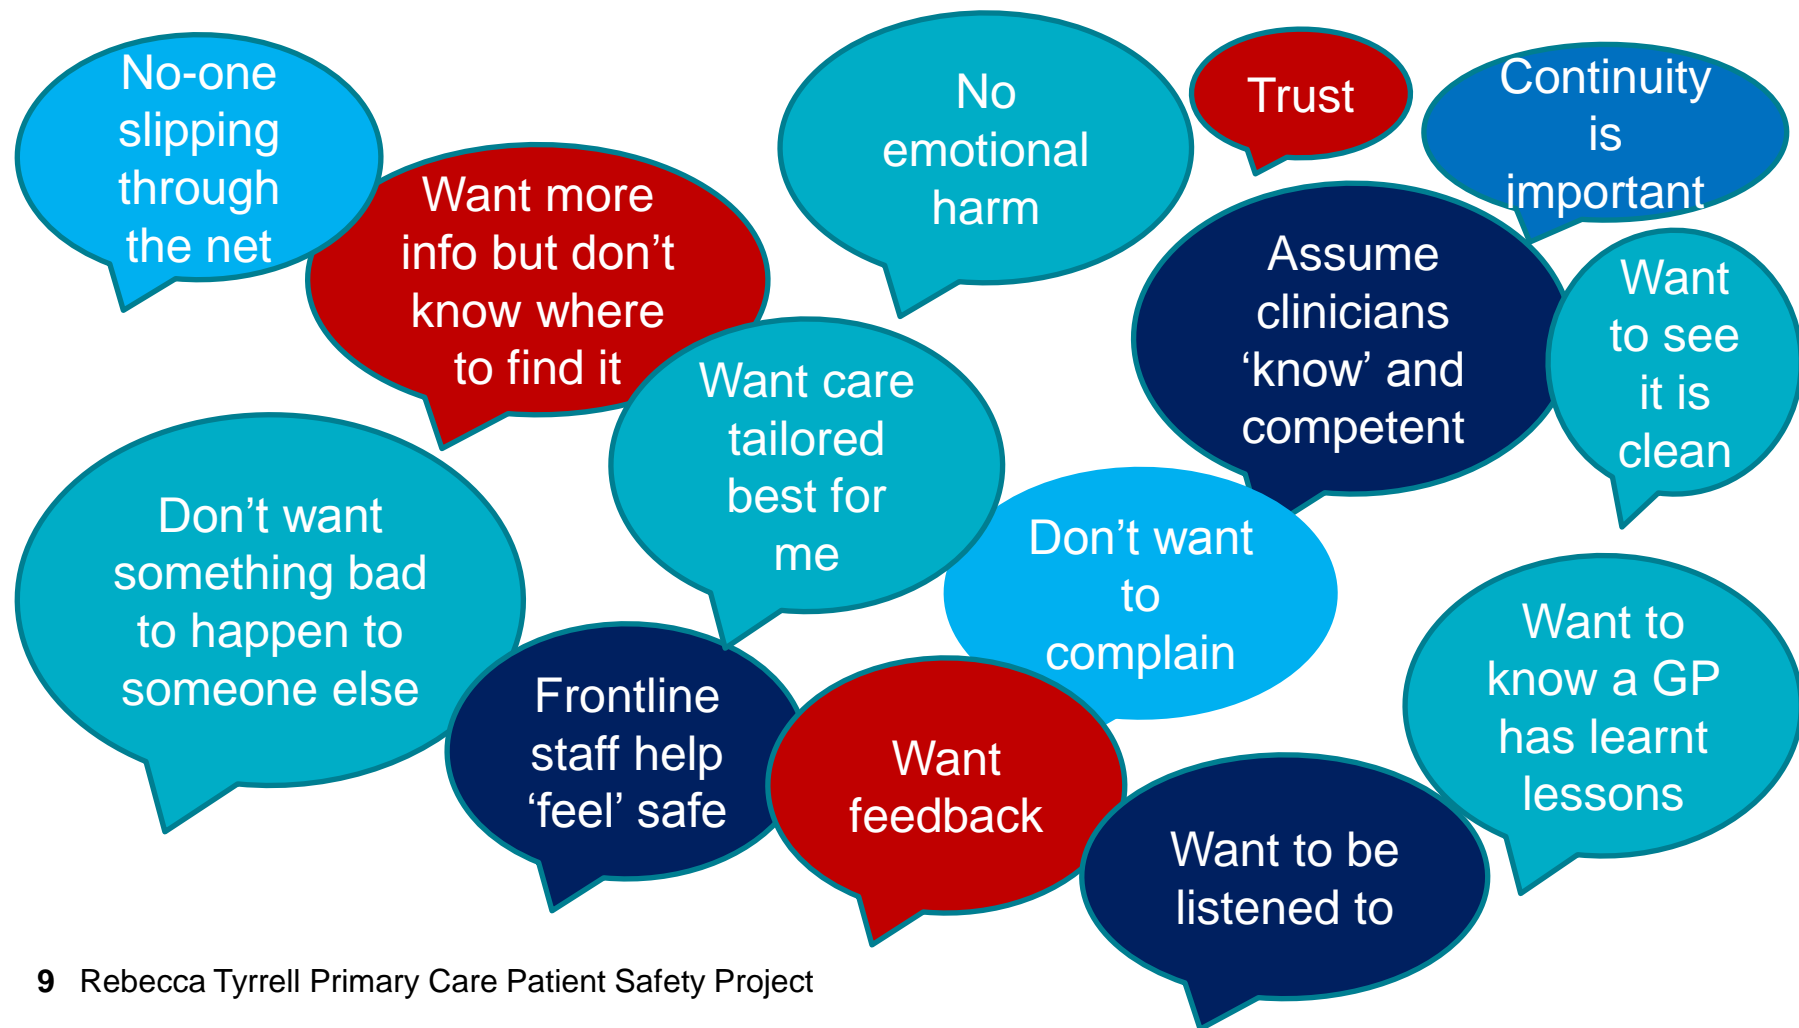 No-one
slipping
through
the net
Want more
info but don’t
know where
to find it
No
emotional
harm
Trust
Continuity
is
important
Assume
clinicians
‘know’ and
competent
Want
to see
it is
clean
Want care
tailored
best for
me
Don’t want
something bad
to happen to
someone else
Don’t want
to
complain
Frontline
staff help
‘feel’ safe
Want
feedback
Want to
know a GP
has learnt
lessons
Want to be
listened to
9 Rebecca Tyrrell Primary Care Patient Safety Project